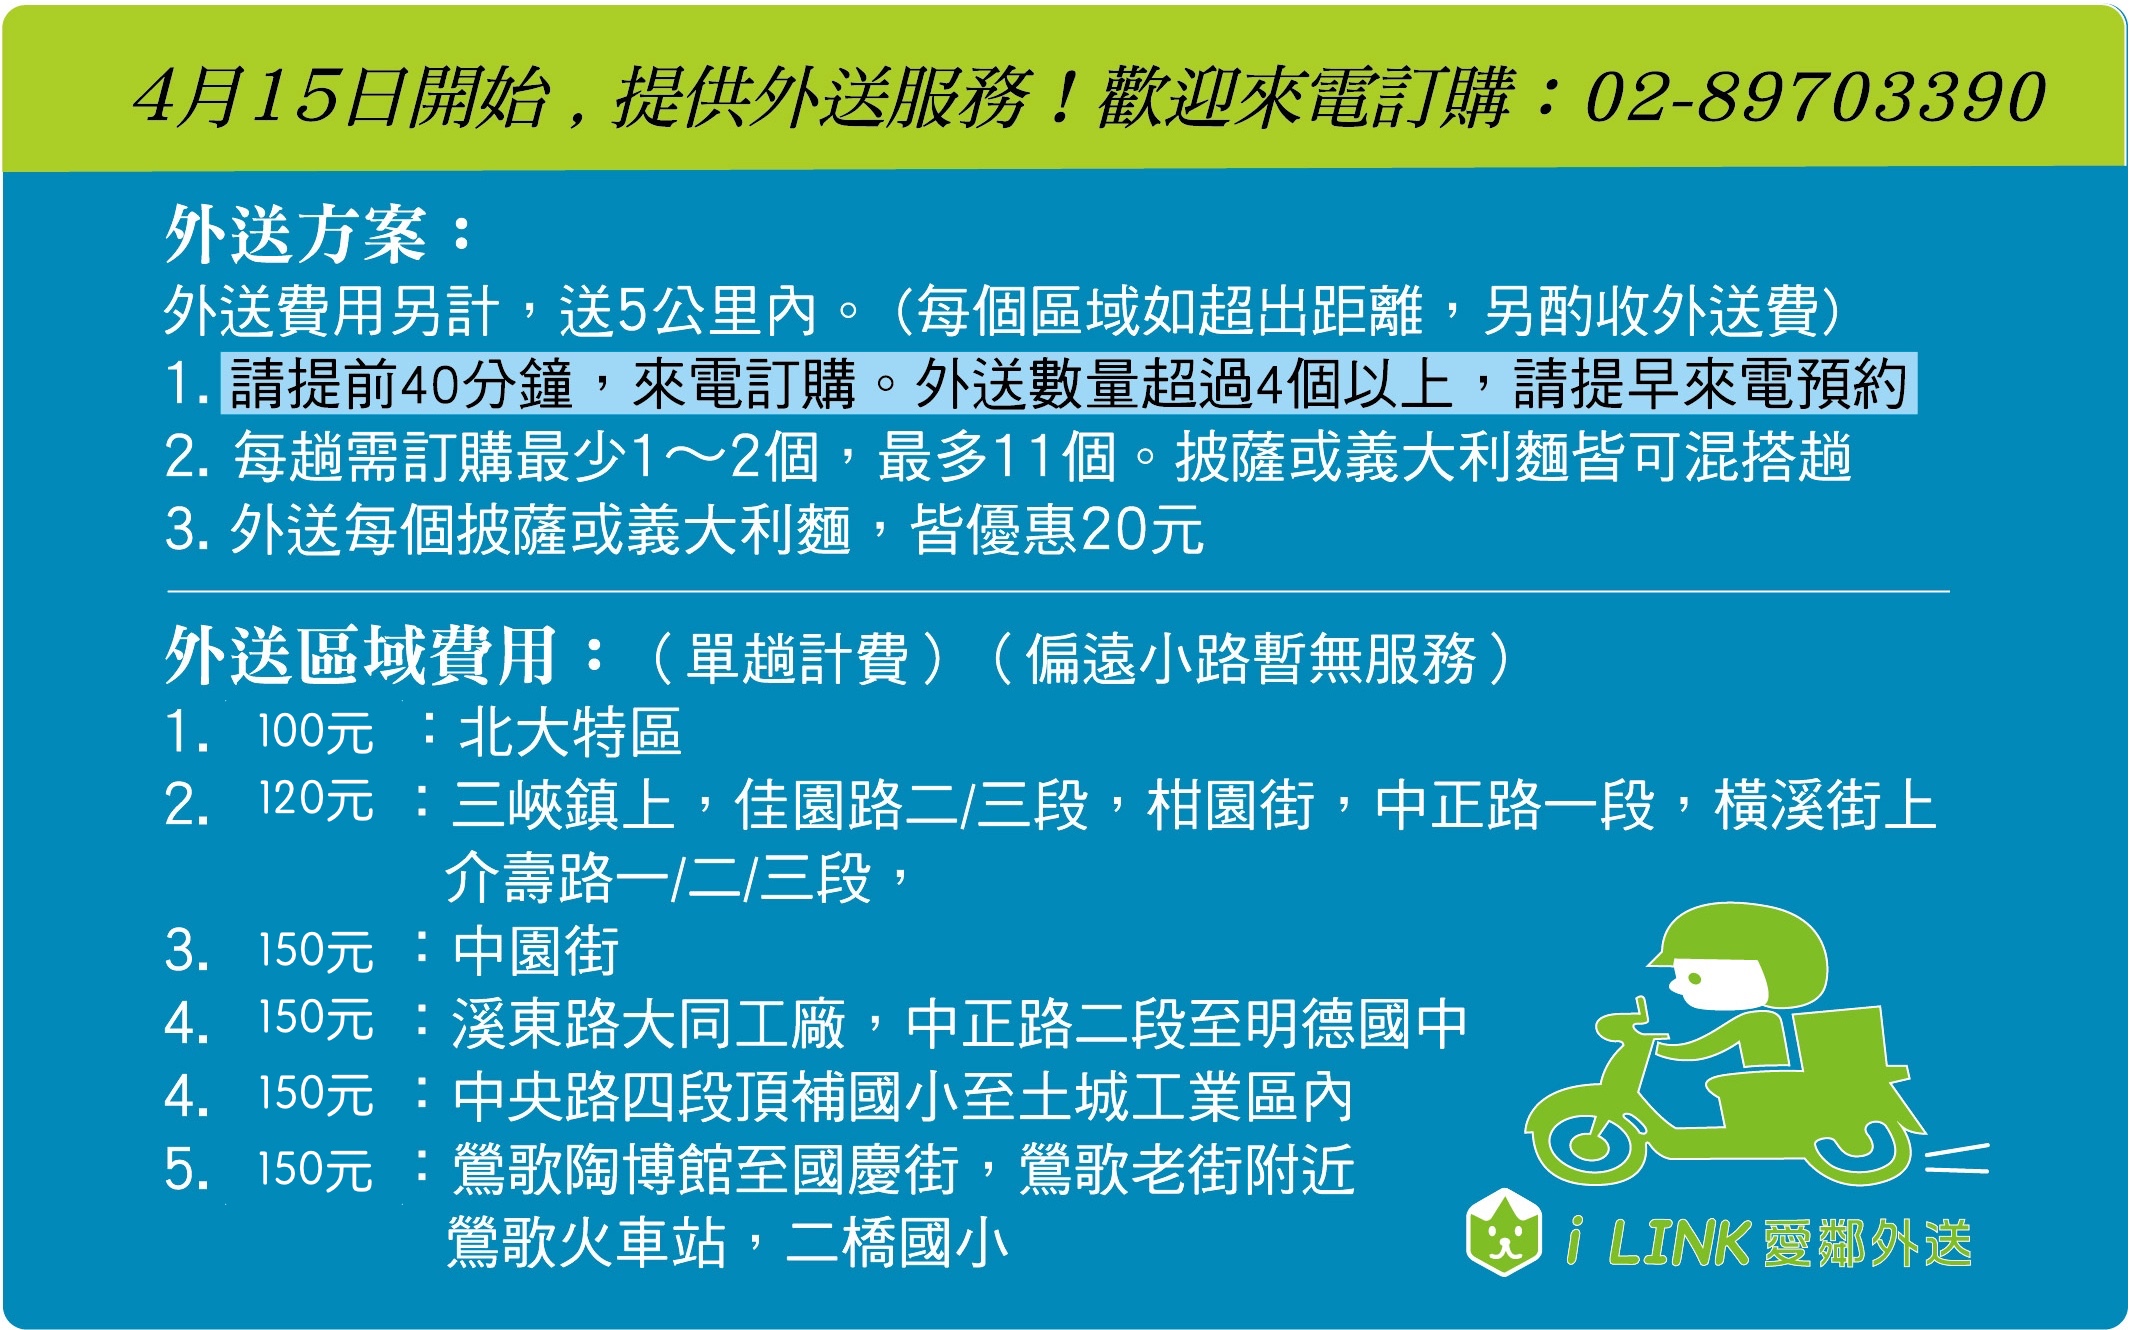 4月15日開始，提供外送服務！歡迎來電訂購：02-89703390
外送方案：
外送費用另計，送5公里內。(每個區域如超出距離，另酌收外送費)
1. 請提前40分鐘，來電訂購。外送數量超過4個以上，請提早來電預約
2. 每趟需訂購最少1～2個，最多11個。披薩或義大利麵皆可混搭趟
3. 外送每個披薩或義大利麵，皆優惠20元
外送區域費用：（單趟計費）（偏遠小路暫無服務）
1. 100元 ：北大特區
2. 120元 ：三峽鎮上，佳園路二/三段，柑園街，中正路一段，橫溪街上
介壽路一/二/三段，
3. 150元 ：中園街
4. 150元 ：溪東路大同工廠，中正路二段至明德國中
4. 150元 ：中央路四段頂補國小至土城工業區內
5. 150元 ：鶯歌陶博館至國慶街，鶯歌老街附近
鶯歌火車站，二橋國小
i LINK 愛鄰外送